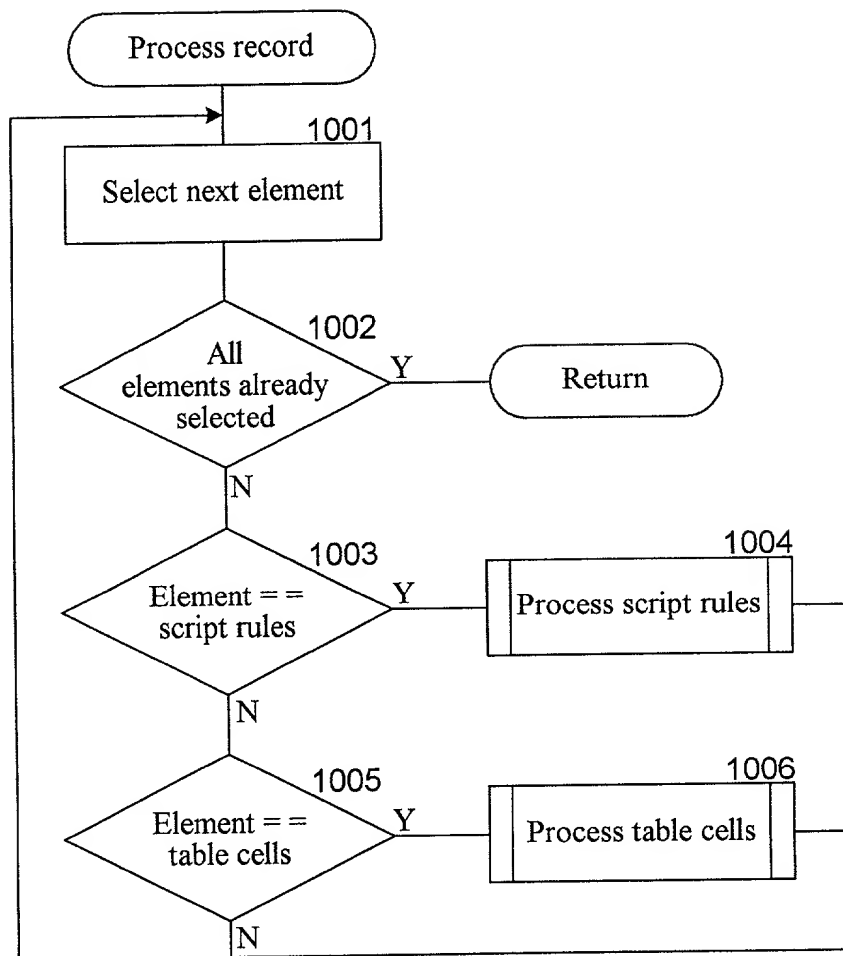 Process record
1001
Select next element
1002
All
elements already
selected
Y
Return
N
1003
Element = =
script rules
Y
1004
Process script rules
N
1005
Element = =
table cells
Y
1006
Process table cells
N